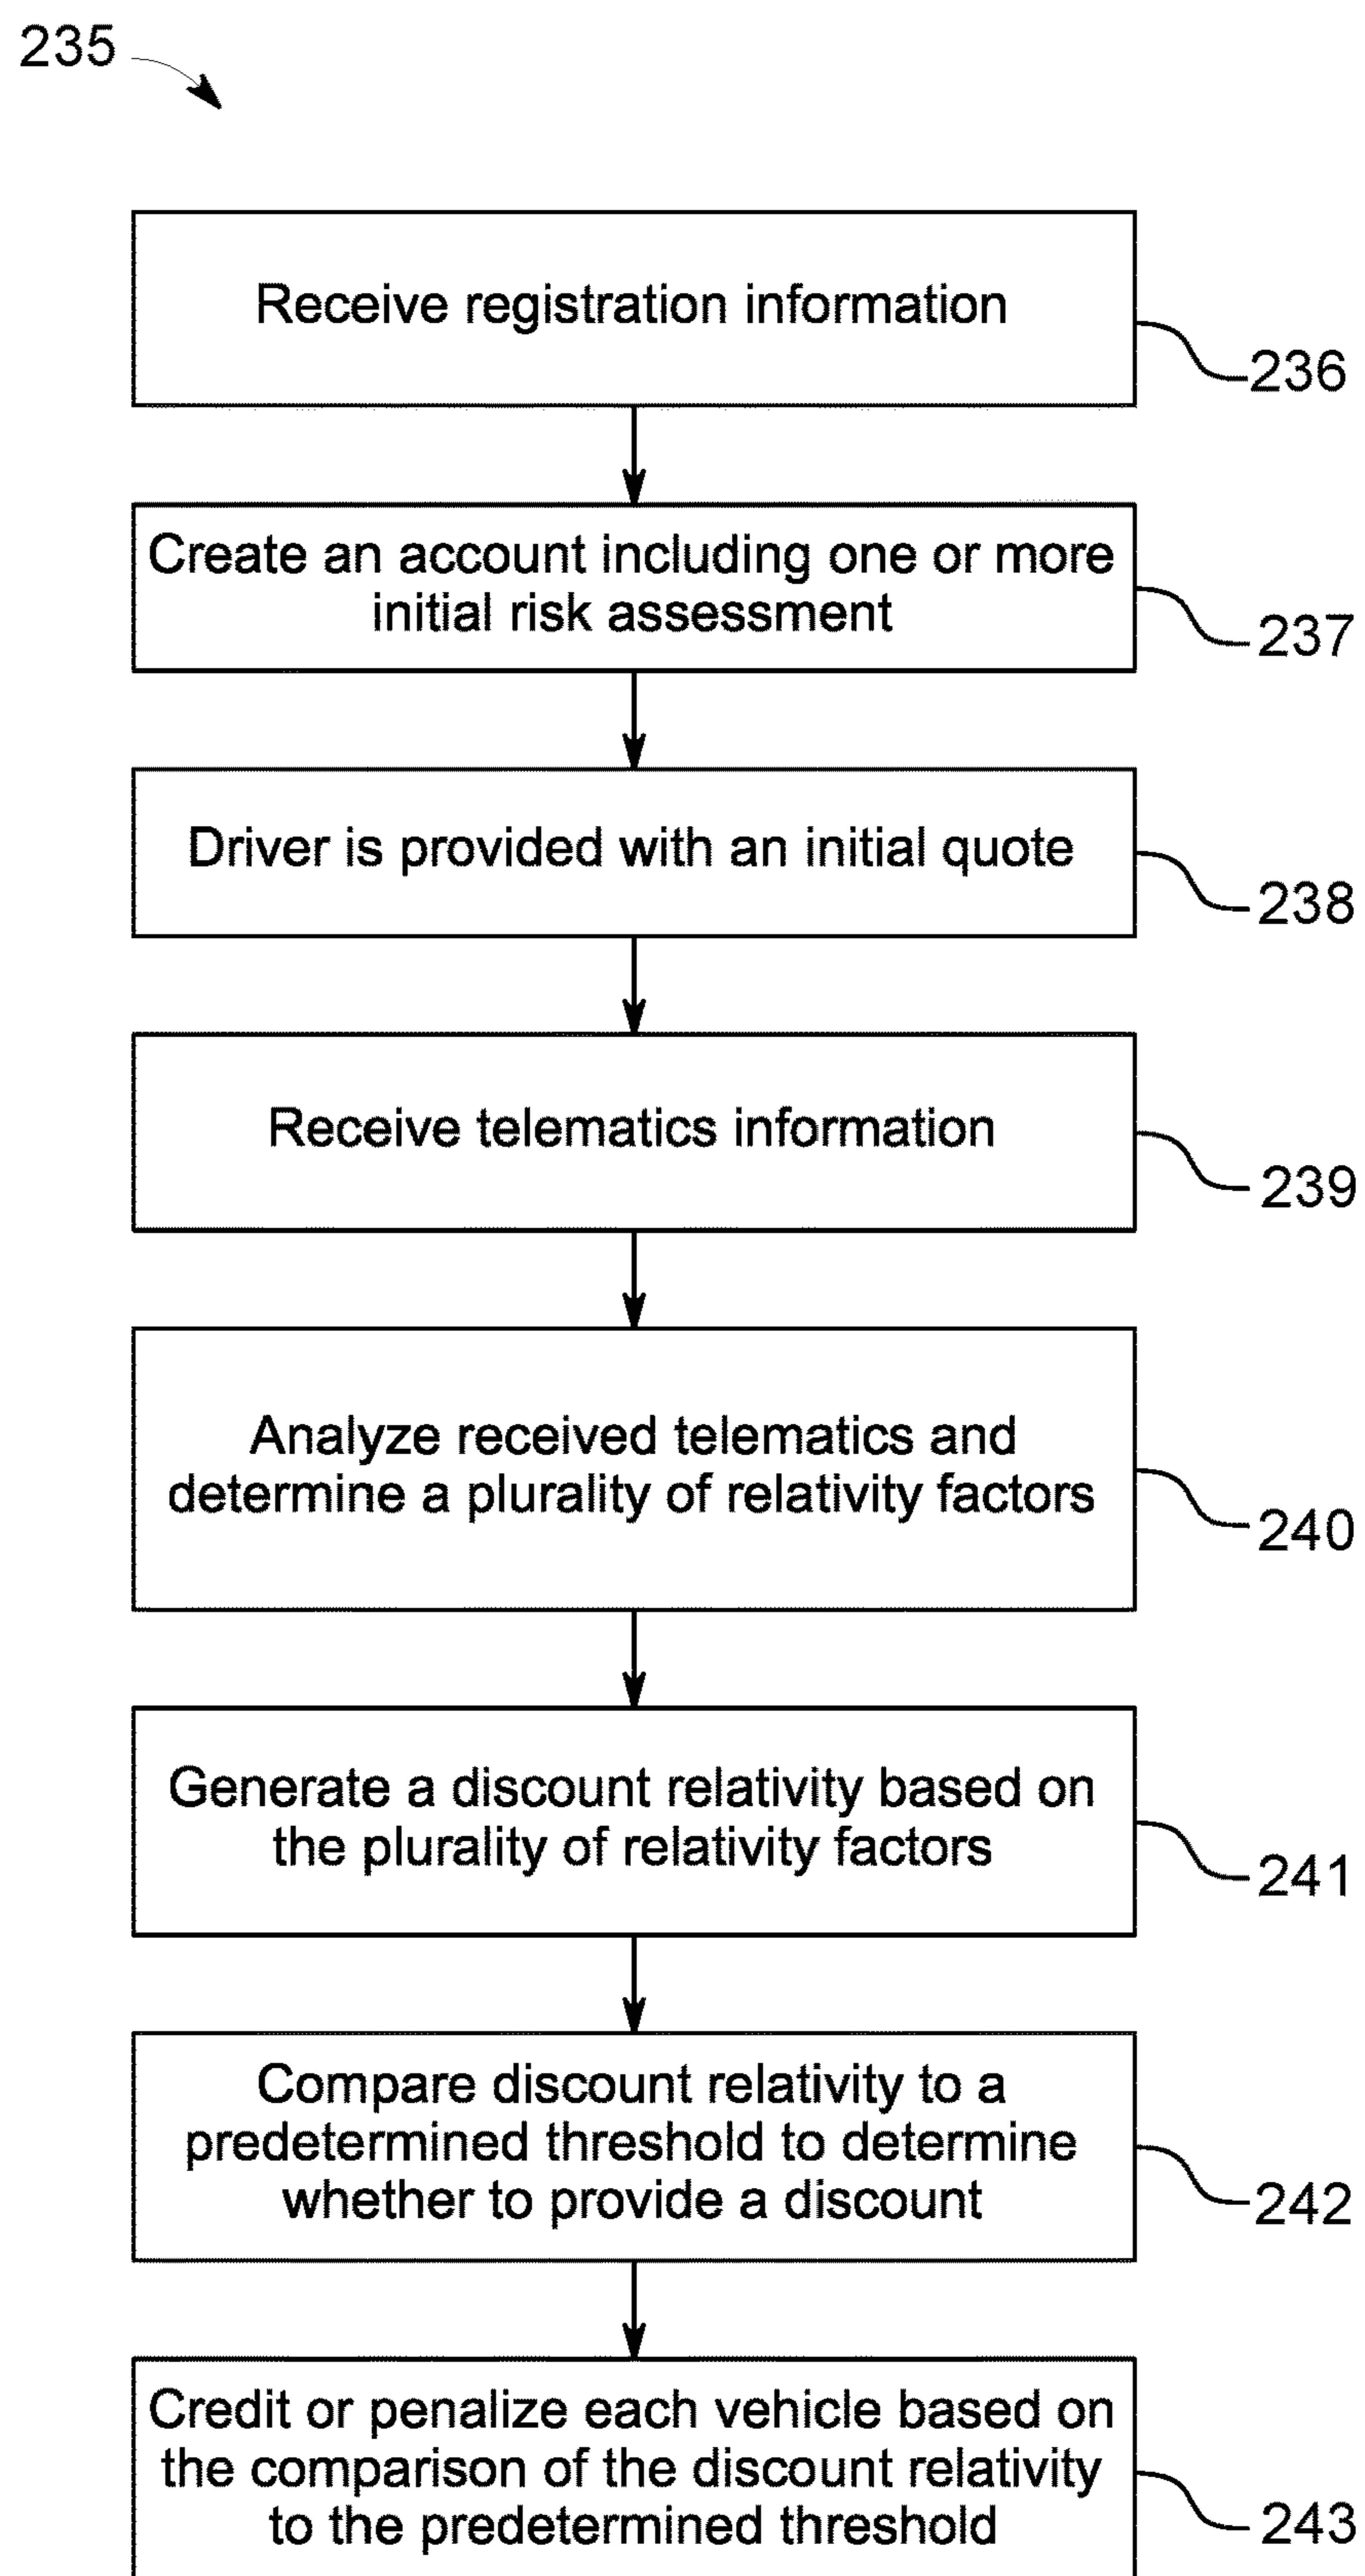 235
Receive registration information
236
Create an account including one or more
initial risk assessment
237
Driver is provided with an initial quote
238
Receive telematics information
239
Analyze received telematics and
determine a plurality of relativity factors
240
Generate a discount relativity based on
the plurality of relativity factors
241
Compare discount relativity to a
predetermined threshold to determine
whether to provide a discount
242
Credit or penalize each vehicle based on
the comparison of the discount relativity
to the predetermined threshold
243